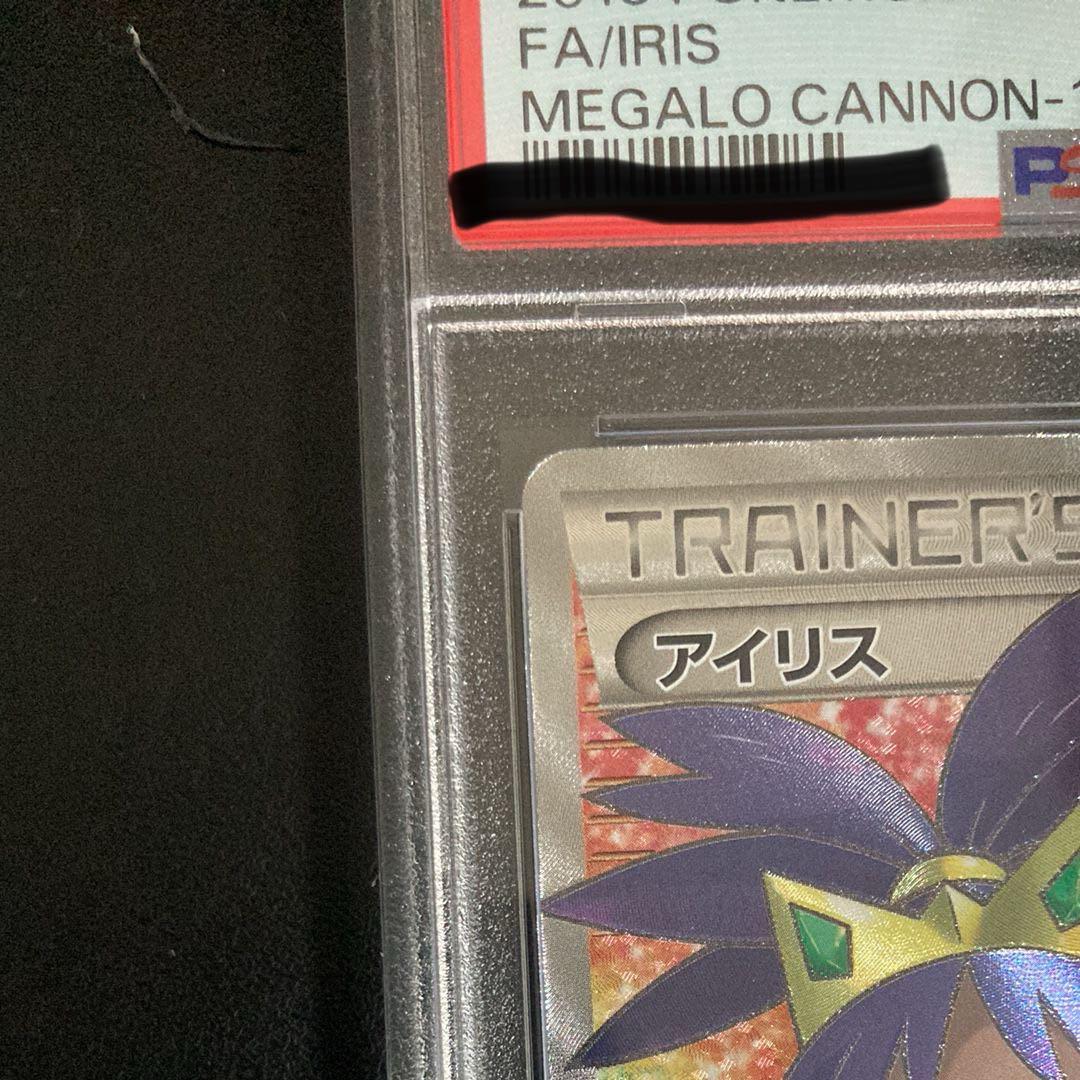 FA/IRIS
MEGALO CANNON-
TRAINER'S
アイリス